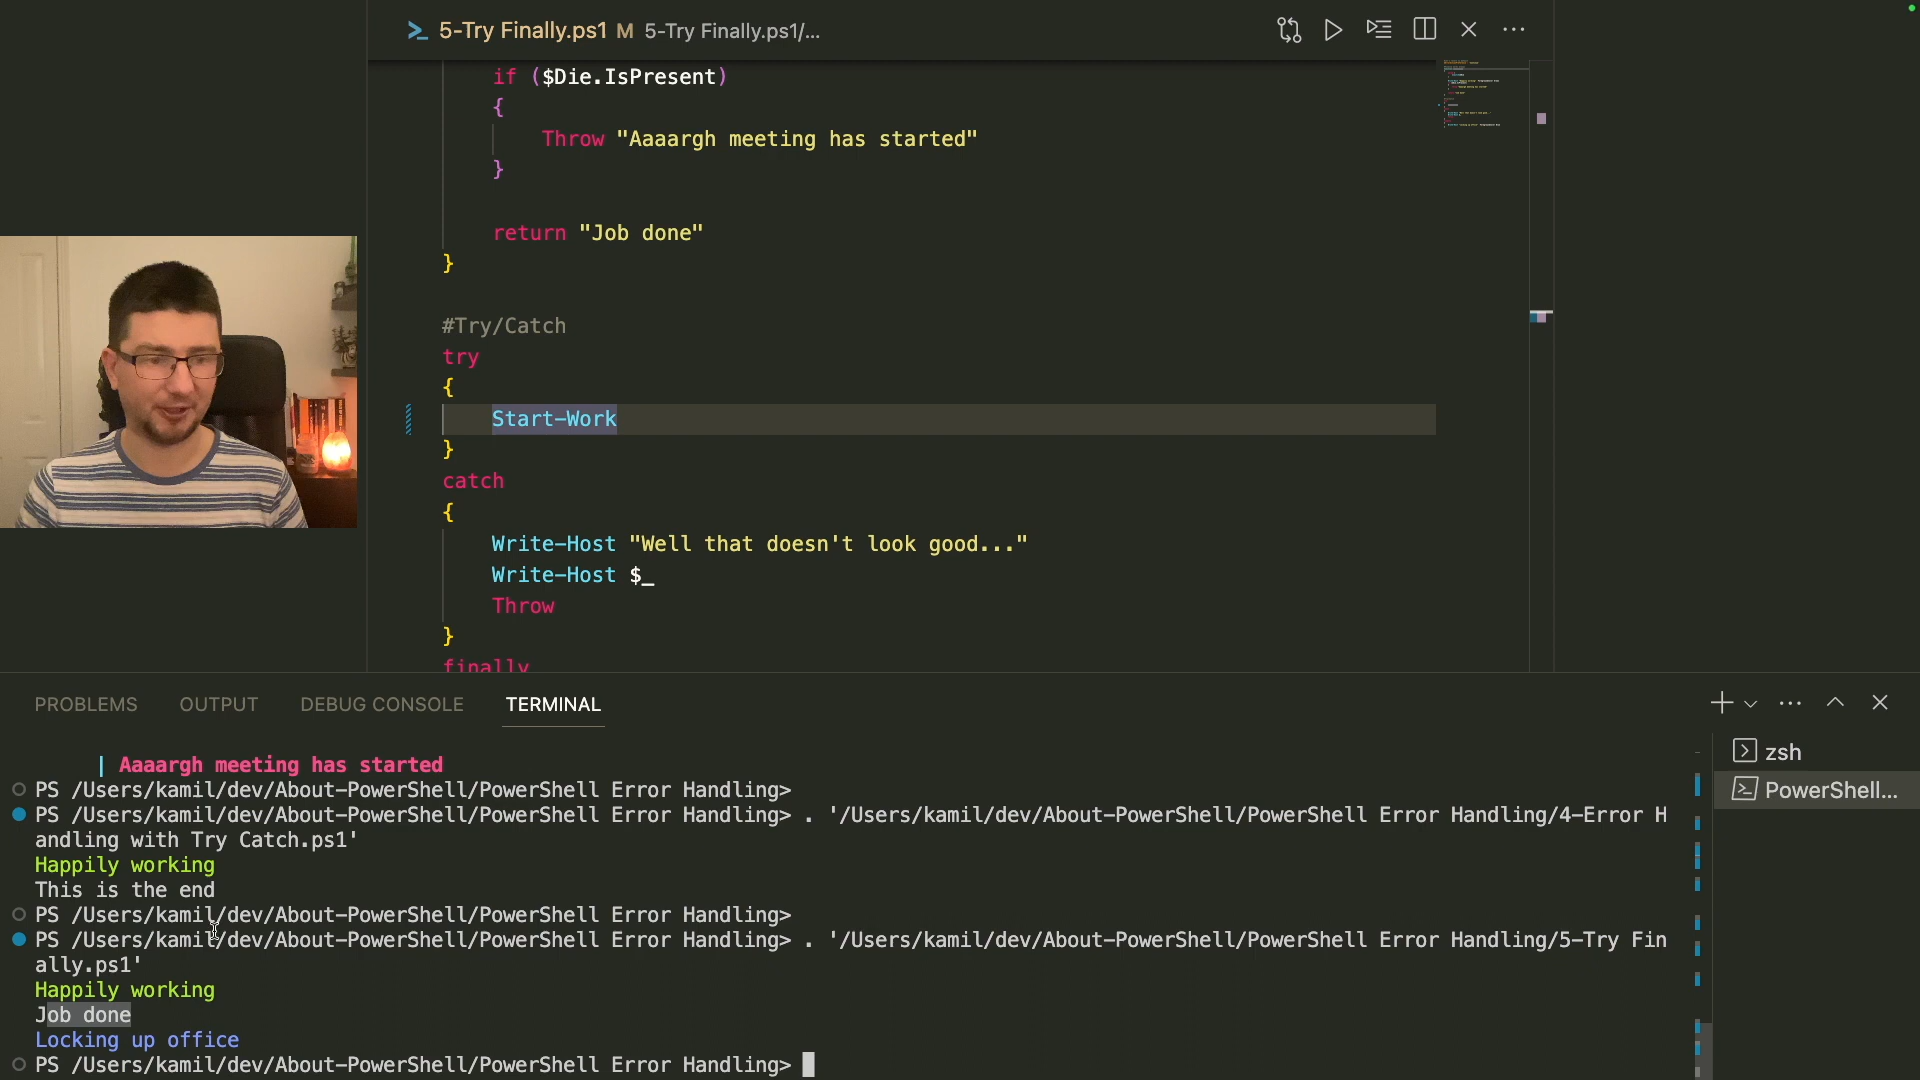 5-Try Finally.ps1 M 5-Try Finally.ps1/...
if ($Die.IsPresent)
{
Throw "Aaaargh meeting has started"
}
return "Job done"
}
#Try/Catch
try
{
Start-Work
}
catch
{
Write-Host "Well that doesn't look good..."
Write-Host $_
Throw
}
finally
PROBLEMS OUTPUT DEBUG CONSOLE TERMINAL
| Aaaargh meeting has started
PS /Users/kamil/dev/About-PowerShell/PowerShell Error Handling>
PS /Users/kamil/dev/About-PowerShell/PowerShell Error Handling> . '/Users/kamil/dev/About-PowerShell/PowerShell Error Handling/4-Error H
andling with Try Catch.ps1'
Happily working
This is the end
PS /Users/kamil/dev/About-PowerShell/PowerShell Error Handling>
PS /Users/kamil/dev/About-PowerShell/PowerShell Error Handling> . '/Users/kamil/dev/About-PowerShell/PowerShell Error Handling/5-Try Fin
ally.ps1'
Happily working
Job done
Locking up office
PS /Users/kamil/dev/About-PowerShell/PowerShell Error Handling>
zsh
PowerShell...